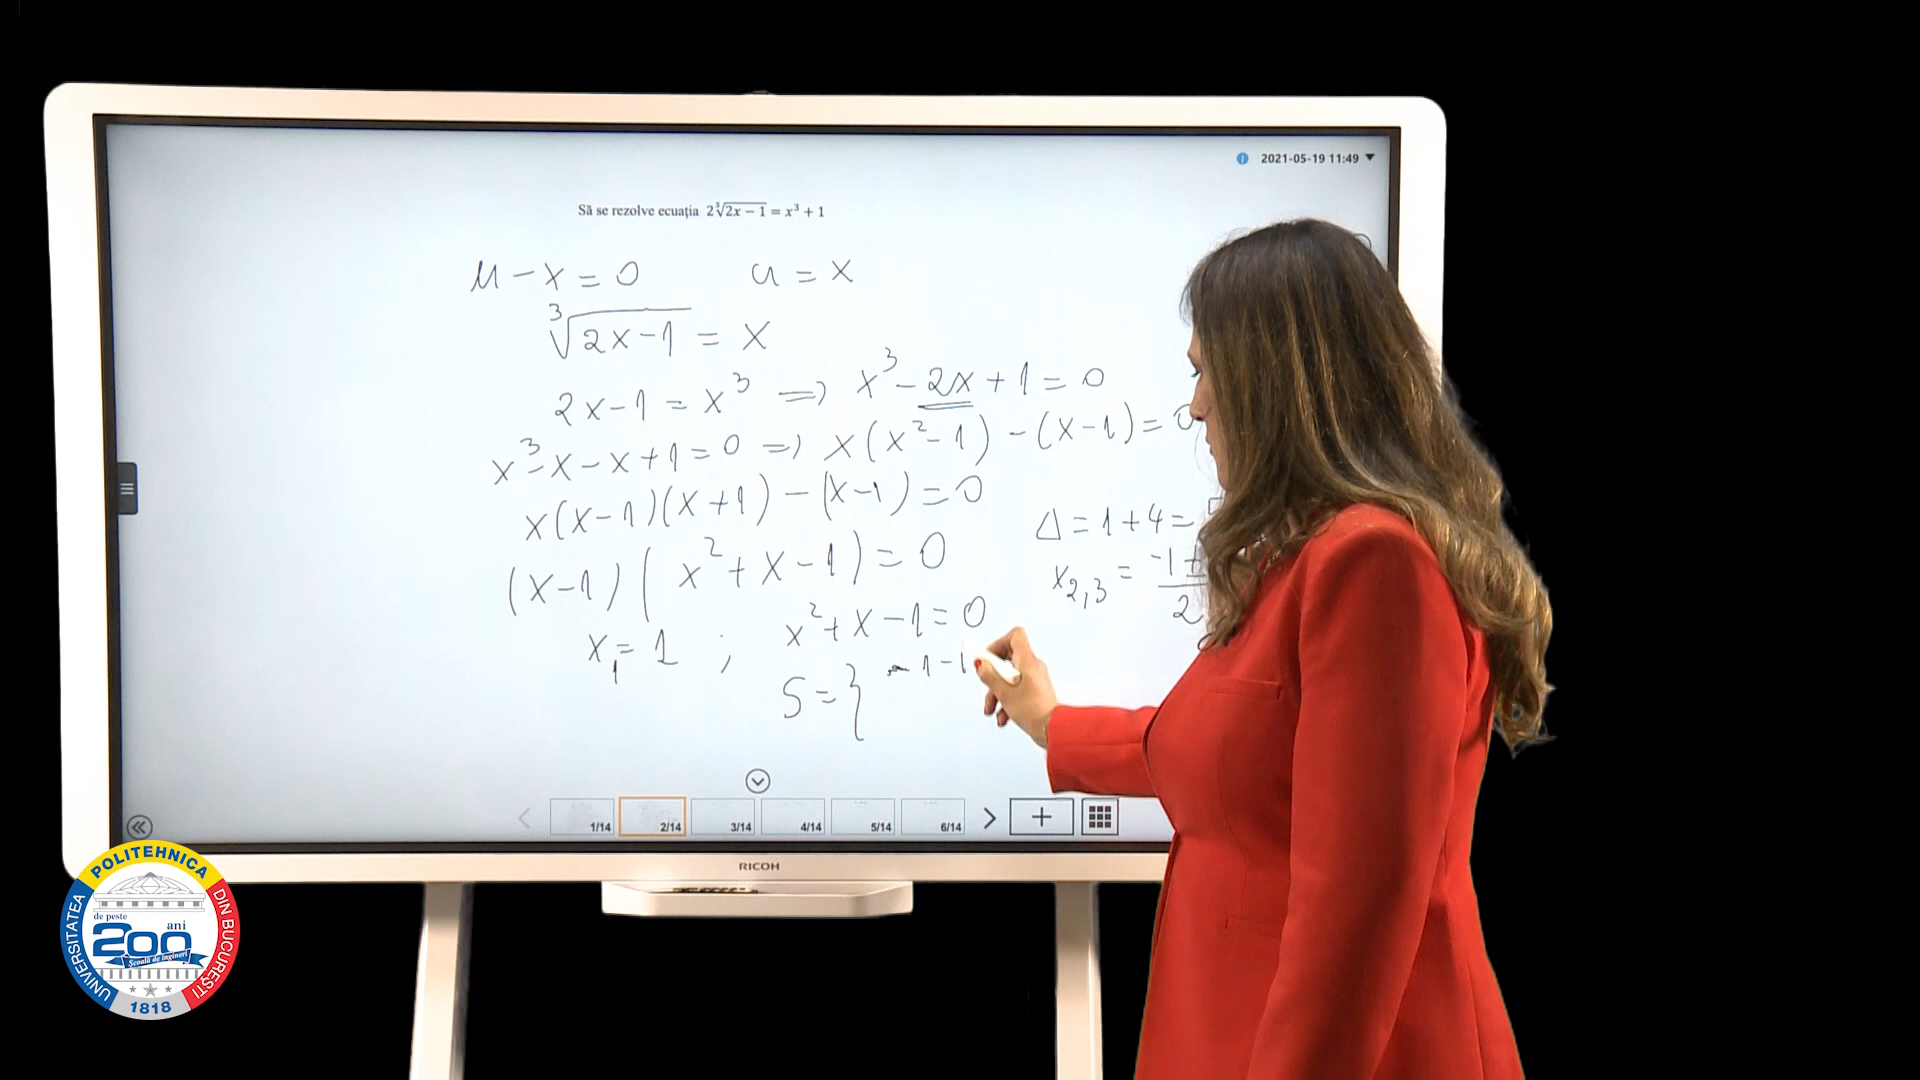 2021-05-19 11:49
Să se rezolve ecuația 2∛(2x − 1) = x³ + 1
u − x = 0 u = x
∛(2x−1) = x
2x−1 = x³ ⇒ x³ − 2x + 1 = 0
x³−x − x+1 = 0 ⇒ x(x²−1) − (x−1) = 0
x(x−1)(x+1) − (x−1) = 0
(x−1)(x²+x−1) = 0
x₁ = 1 ; x²+x−1 = 0
S = { −1−
Δ = 1+4 =
x₂,₃ = −1±
2
1/14 2/14 3/14 4/14 5/14 6/14
RICOH
UNIVERSITATEA POLITEHNICA DIN BUCUREȘTI
de peste
200 ani
Școală de ingineri
1818